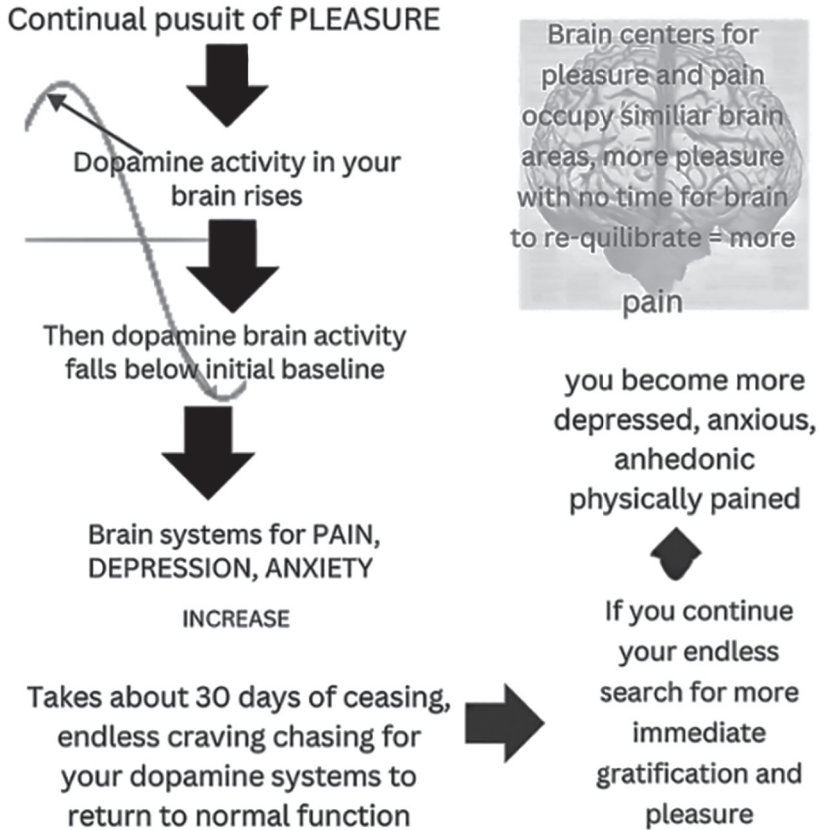 Continual pusuit of PLEASURE
Dopamine activity in your
brain rises
Then dopamine brain activity
falls below initial baseline
Brain systems for PAIN,
DEPRESSION, ANXIETY
INCREASE
Takes about 30 days of ceasing,
endless craving chasing for
your dopamine systems to
return to normal function
If you continue
your endless
search for more
immediate
gratification and
pleasure
you become more
depressed, anxious,
anhedonic
physically pained
Brain centers for
pleasure and pain
occupy similiar brain
areas, more pleasure
with no time for brain
to re-quilibrate = more
pain